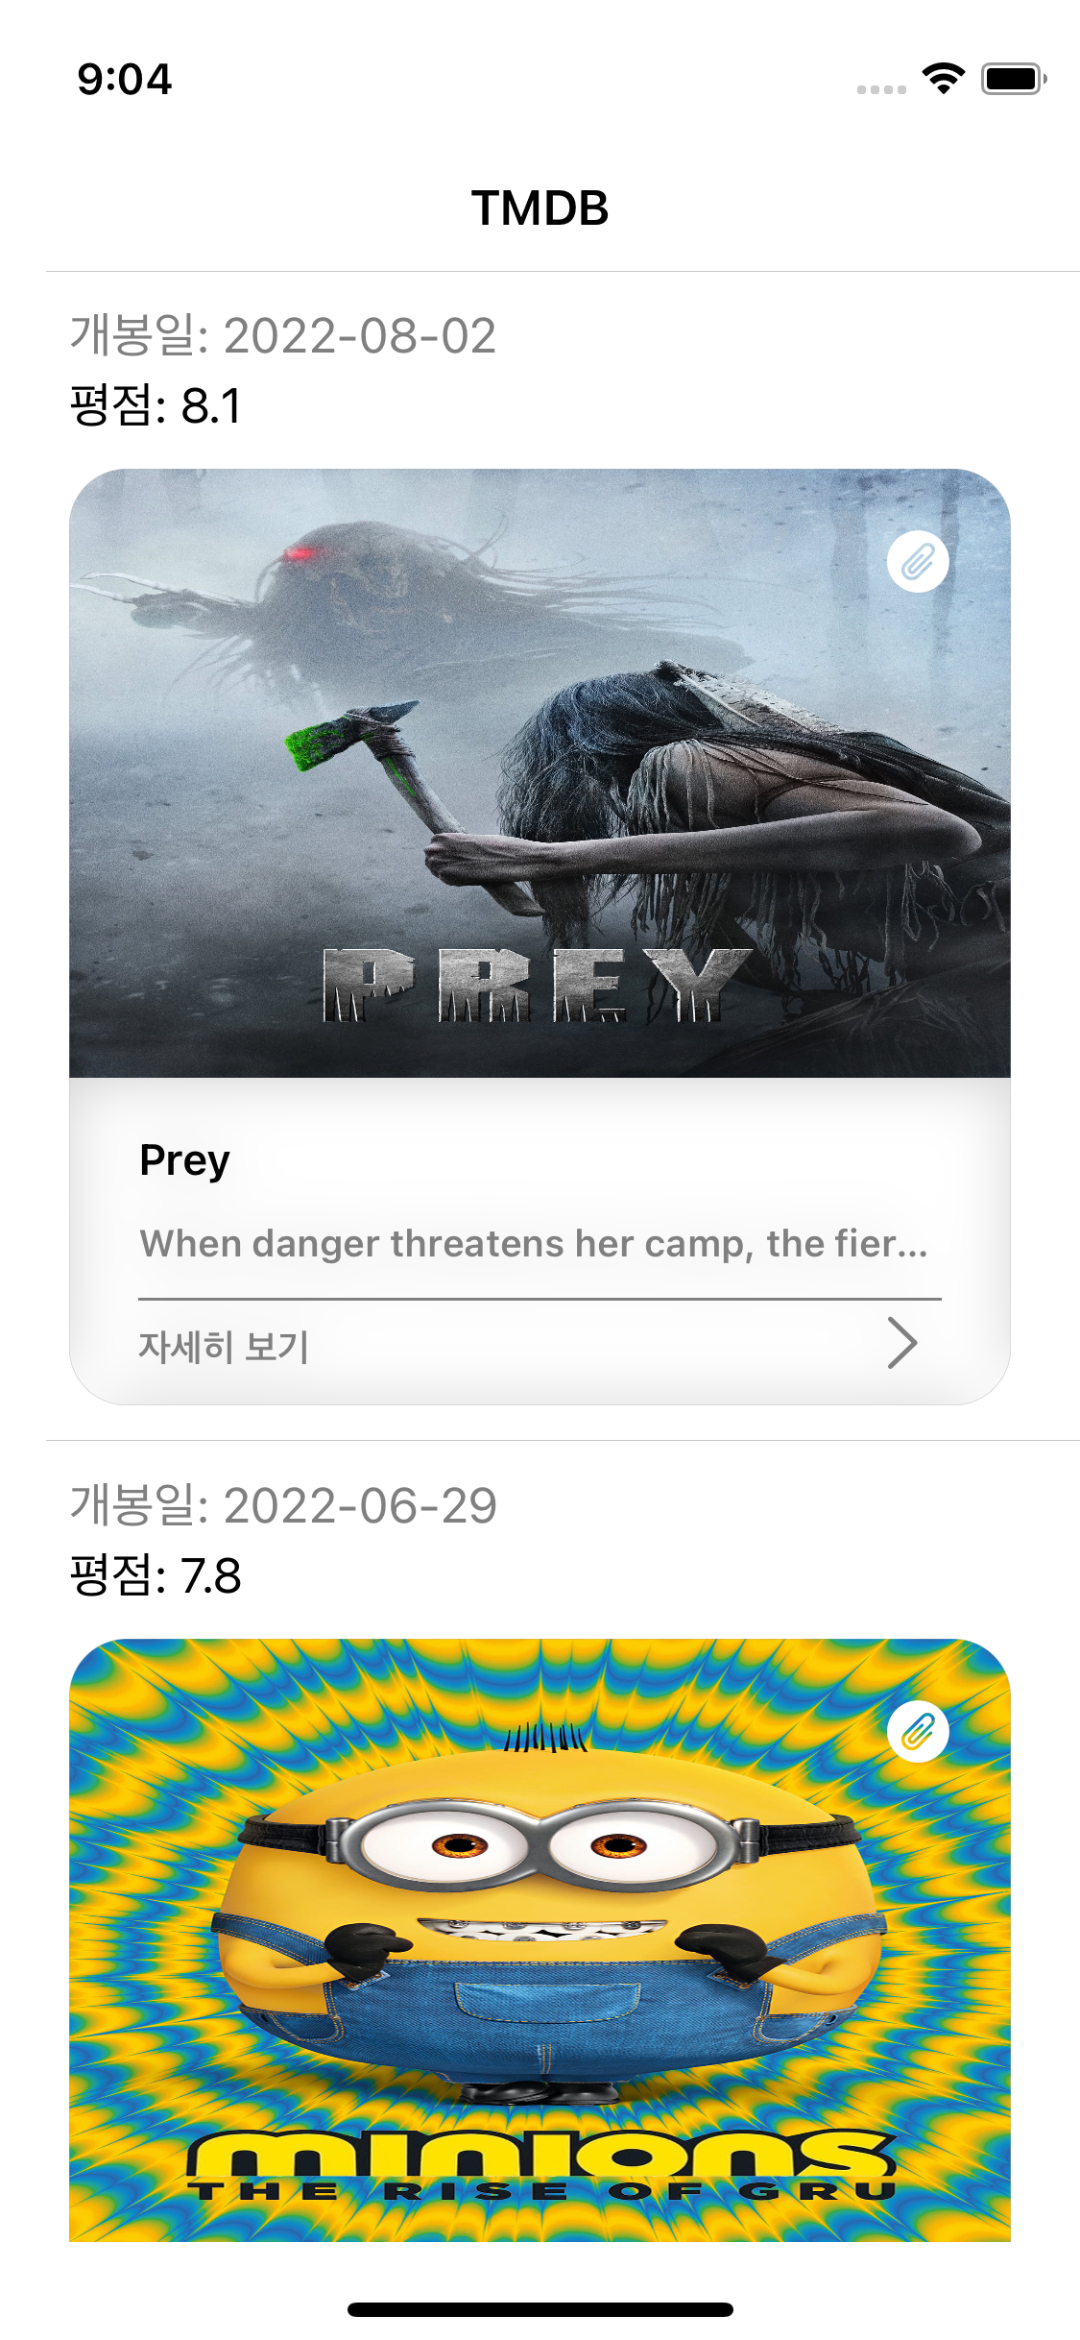 9:04
TMDB
개봉일: 2022-08-02
평점: 8.1
PREY
Prey
When danger threatens her camp, the fier...
자세히 보기
개봉일: 2022-06-29
평점: 7.8
minions
THE RISE OF GRU